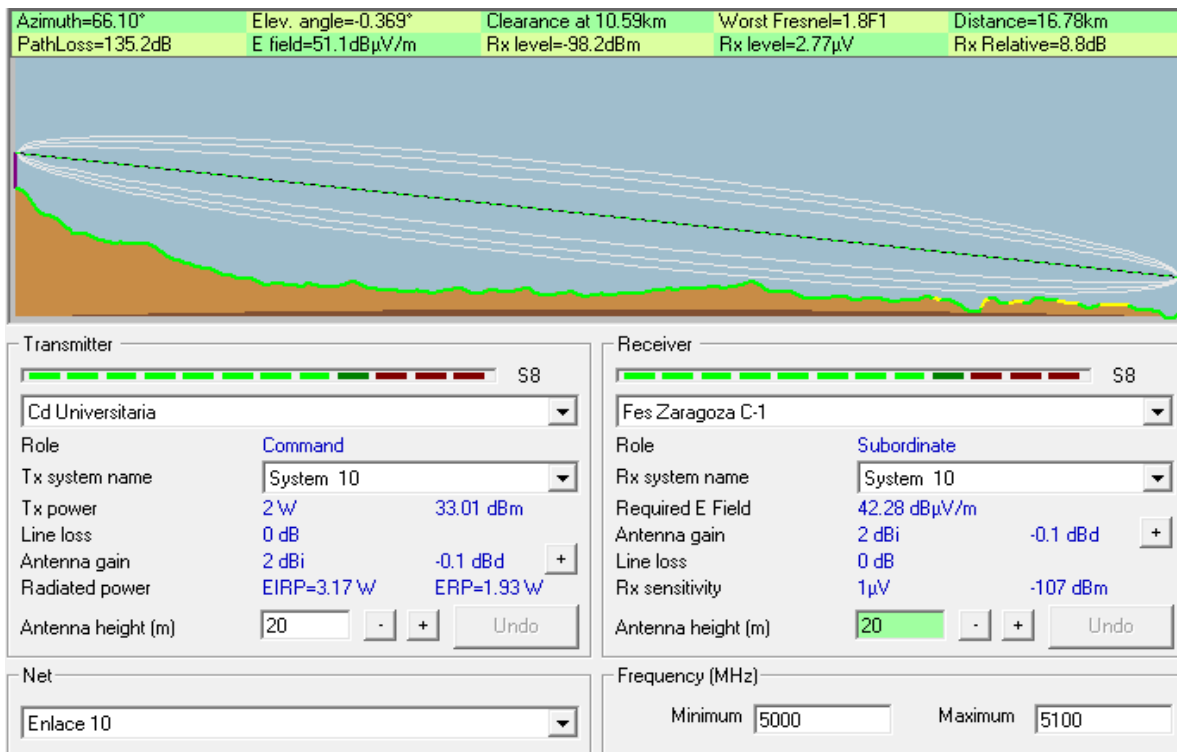 Azimuth=66.10° Elev. angle=-0.369° Clearance at 10.59km Worst Fresnel=1.8F1 Distance=16.78km
PathLoss=135.2dB E field=51.1dBµV/m Rx level=-98.2dBm Rx level=2.77µV Rx Relative=8.8dB
Transmitter
S8
Cd Universitaria
Role Command
Tx system name System 10
Tx power 2 W 33.01 dBm
Line loss 0 dB
Antenna gain 2 dBi -0.1 dBd +
Radiated power EIRP=3.17 W ERP=1.93 W
Antenna height (m) 20 - + Undo
Receiver
S8
Fes Zaragoza C-1
Role Subordinate
Rx system name System 10
Required E Field 42.28 dBµV/m
Antenna gain 2 dBi -0.1 dBd +
Line loss 0 dB
Rx sensitivity 1µV -107 dBm
Antenna height (m) 20 - + Undo
Net
Enlace 10
Frequency (MHz)
Minimum 5000 Maximum 5100